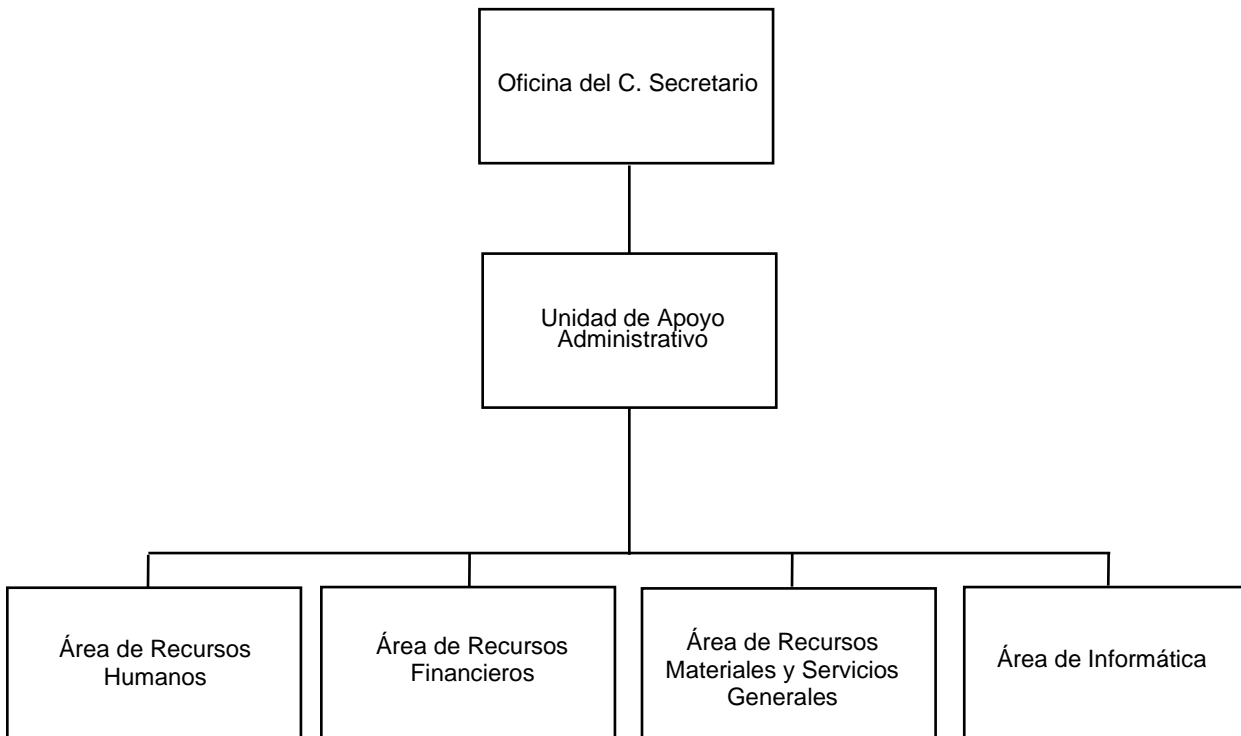 Oficina del C. Secretario
Unidad de Apoyo
Administrativo
Área de Recursos
Humanos
Área de Recursos
Financieros
Área de Recursos
Materiales y Servicios
Generales
Área de Informática